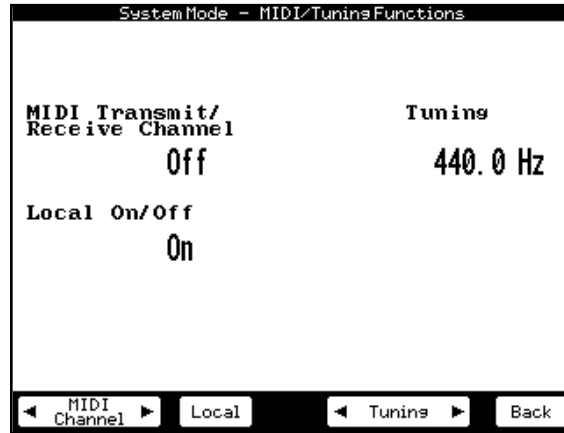 System Mode - MIDI/Tuning Functions
MIDI Transmit/
Receive Channel
Off
Tuning
440.0 Hz
Local On/Off
On
◄ MIDI Channel ►
Local
◄ Tuning ►
Back